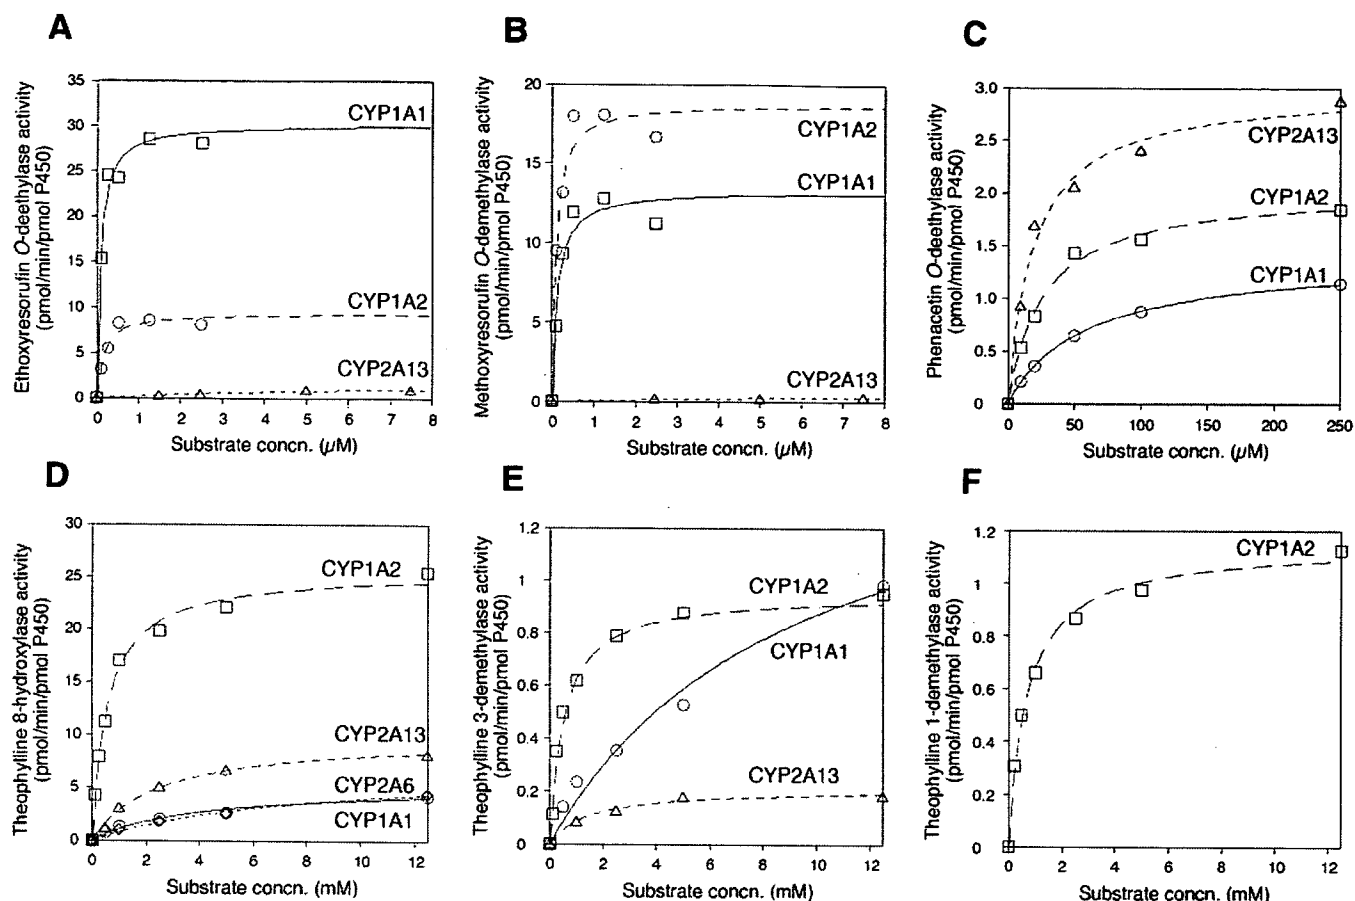 A
Ethoxyresorufin O-deethylase activity
(pmol/min/pmol P450)
35
30
25
20
15
10
5
0
CYP1A1
CYP1A2
CYP2A13
0 1 2 3 4 5 6 7 8
Substrate concn. (μM)
B
Methoxyresorufin O-demethylase activity
(pmol/min/pmol P450)
20
15
10
5
0
CYP1A2
CYP1A1
CYP2A13
0 1 2 3 4 5 6 7 8
Substrate concn. (μM)
C
Phenacetin O-deethylase activity
(pmol/min/pmol P450)
3.0
2.5
2.0
1.5
1.0
0.5
0
CYP2A13
CYP1A2
CYP1A1
0 50 100 150 200 250
Substrate concn. (μM)
D
Theophylline 8-hydroxylase activity
(pmol/min/pmol P450)
30
25
20
15
10
5
0
CYP1A2
CYP2A13
CYP2A6
CYP1A1
0 2 4 6 8 10 12
Substrate concn. (mM)
E
Theophylline 3-demethylase activity
(pmol/min/pmol P450)
1.2
1
0.8
0.6
0.4
0.2
0
CYP1A2
CYP1A1
CYP2A13
0 2 4 6 8 10 12
Substrate concn. (mM)
F
Theophylline 1-demethylase activity
(pmol/min/pmol P450)
1.2
1
0.8
0.6
0.4
0.2
0
CYP1A2
0 2 4 6 8 10 12
Substrate concn. (mM)